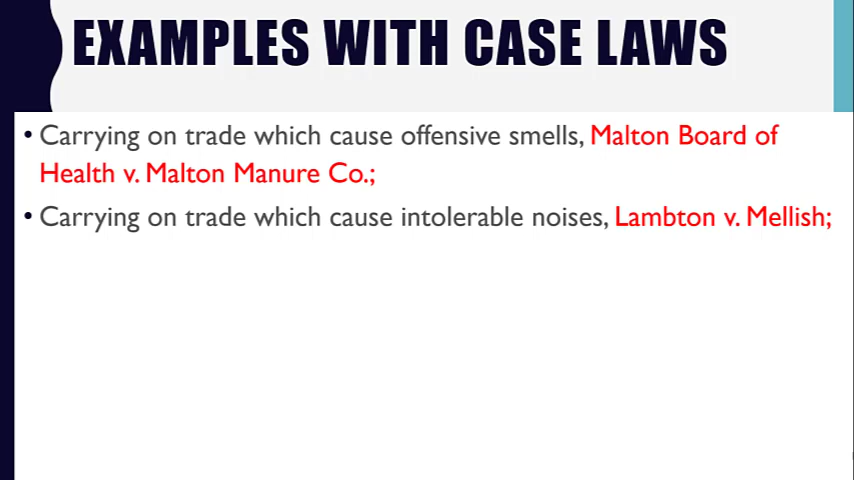 EXAMPLES WITH CASE LAWS
• Carrying on trade which cause offensive smells, Malton Board of
Health v. Malton Manure Co.;
• Carrying on trade which cause intolerable noises, Lambton v. Mellish;